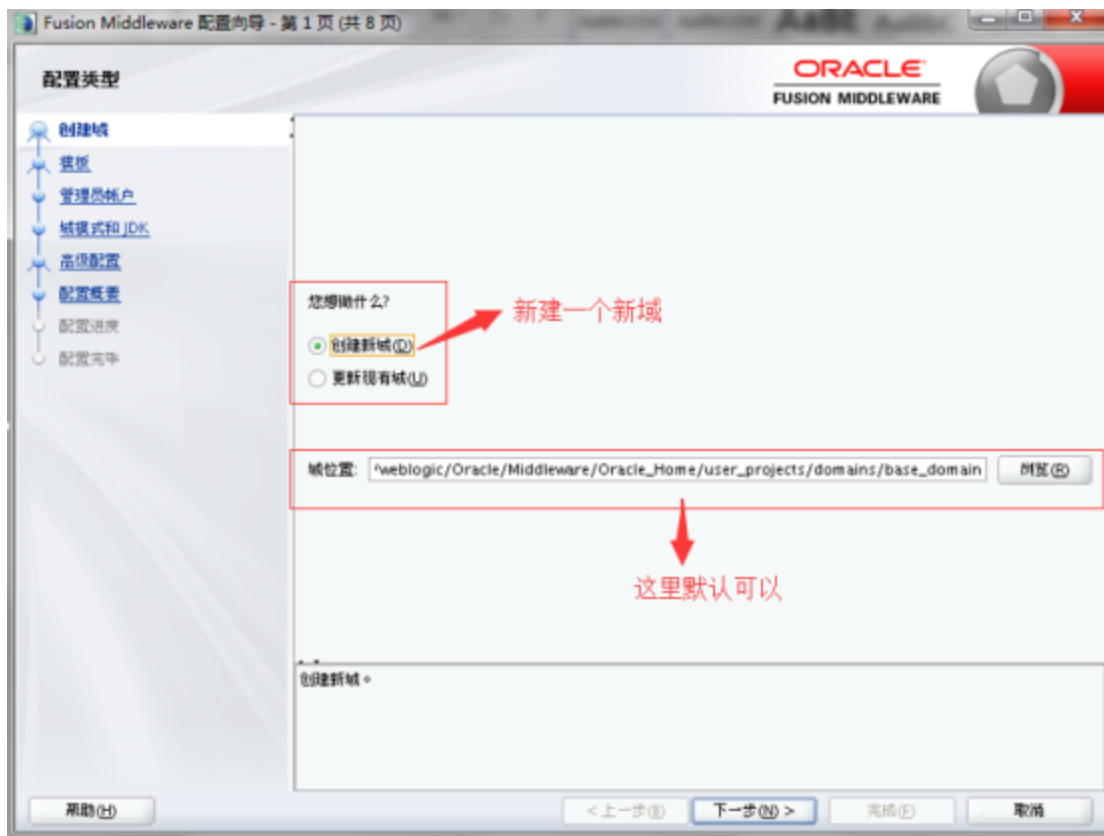 Fusion Middleware 配置向导 - 第 1 页 (共 8 页)
配置类型
ORACLE
FUSION MIDDLEWARE
创建域
模板
管理员帐户
域模式和 JDK
高级配置
配置概要
配置进度
配置完毕
您想做什么?
创建新域(D)
更新现有域(U)
新建一个新域
域位置:
weblogic/Oracle/Middleware/Oracle_Home/user_projects/domains/base_domain
浏览(R)
这里默认可以
创建新域。
帮助(H)
< 上一步(B)
下一步(N) >
完成(F)
取消